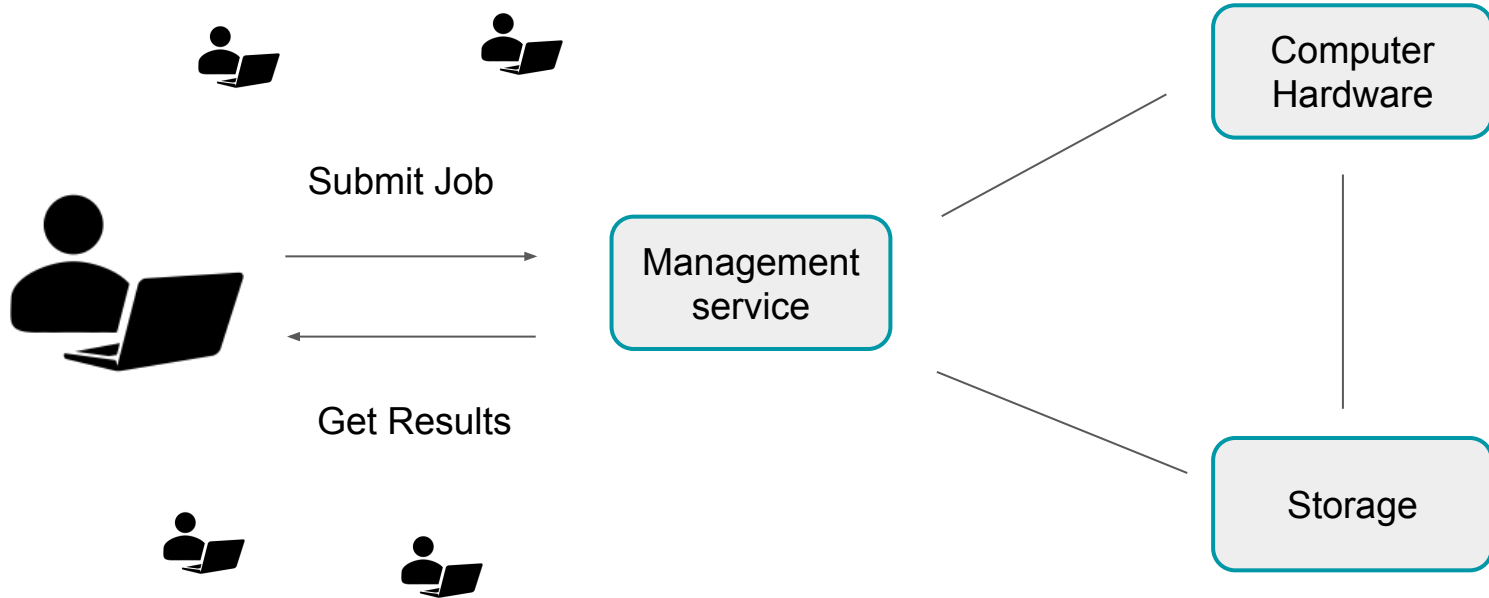 Computer
Hardware
Submit Job
Management
service
Get Results
Storage